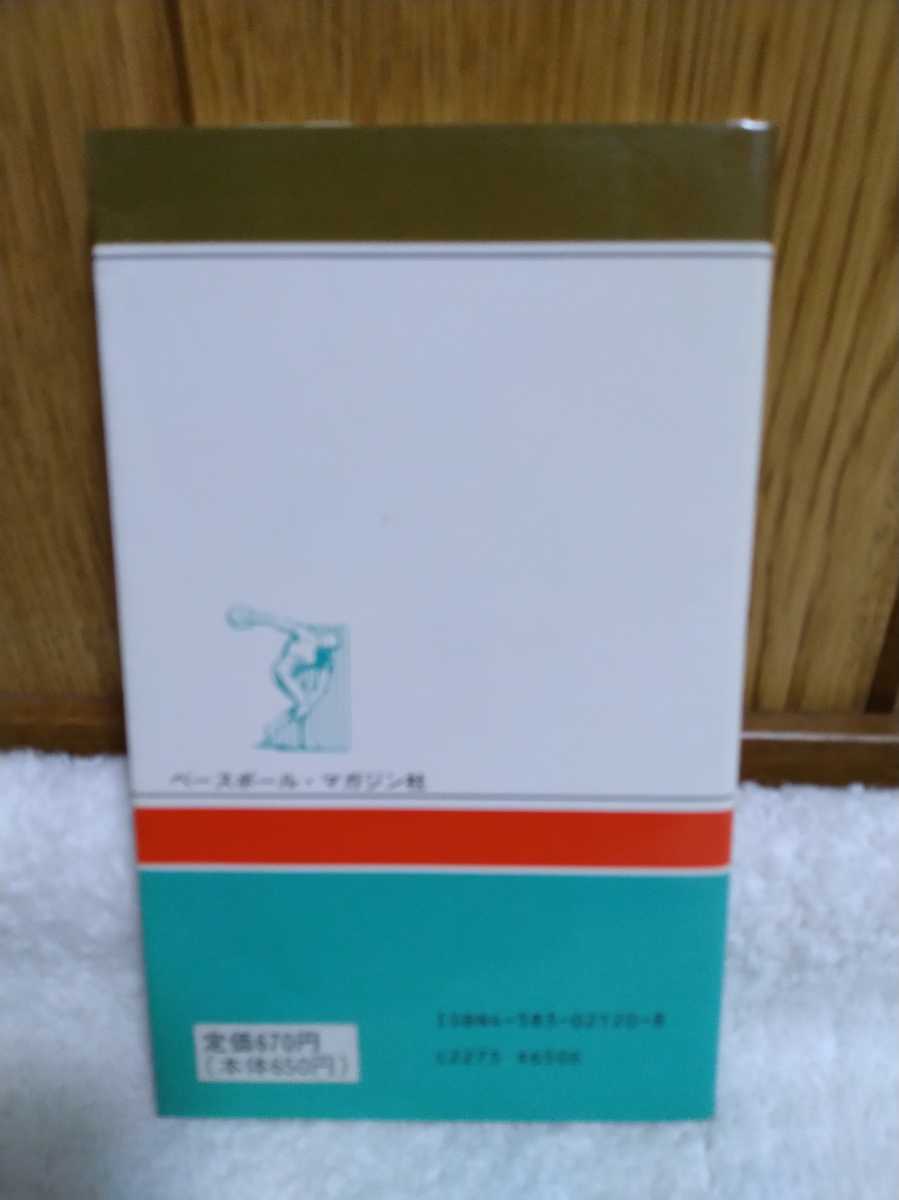 ベースボール・マガジン社
定価670円
(本体650円)
ISBN4-583-02120-8
C2275 ¥650E